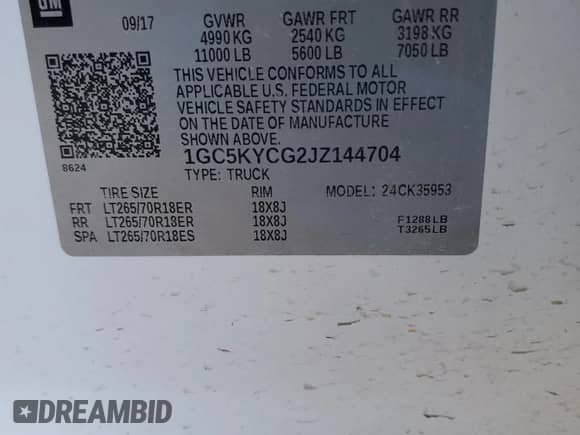 GM
09/17 GVWR GAWR FRT GAWR RR
4990 KG 2540 KG 3198 KG
11000 LB 5600 LB 7050 LB
THIS VEHICLE CONFORMS TO ALL
APPLICABLE U.S. FEDERAL MOTOR
VEHICLE SAFETY STANDARDS IN EFFECT
ON THE DATE OF MANUFACTURE
SHOWN ABOVE.
8624 1GC5KYCG2JZ144704
TYPE: TRUCK
TIRE SIZE RIM MODEL: 24CK35953
FRT LT265/70R18ER 18X8J
RR LT265/70R18ER 18X8J F1288LB
SPA LT265/70R18ES 18X8J T3265LB
DREAMBID